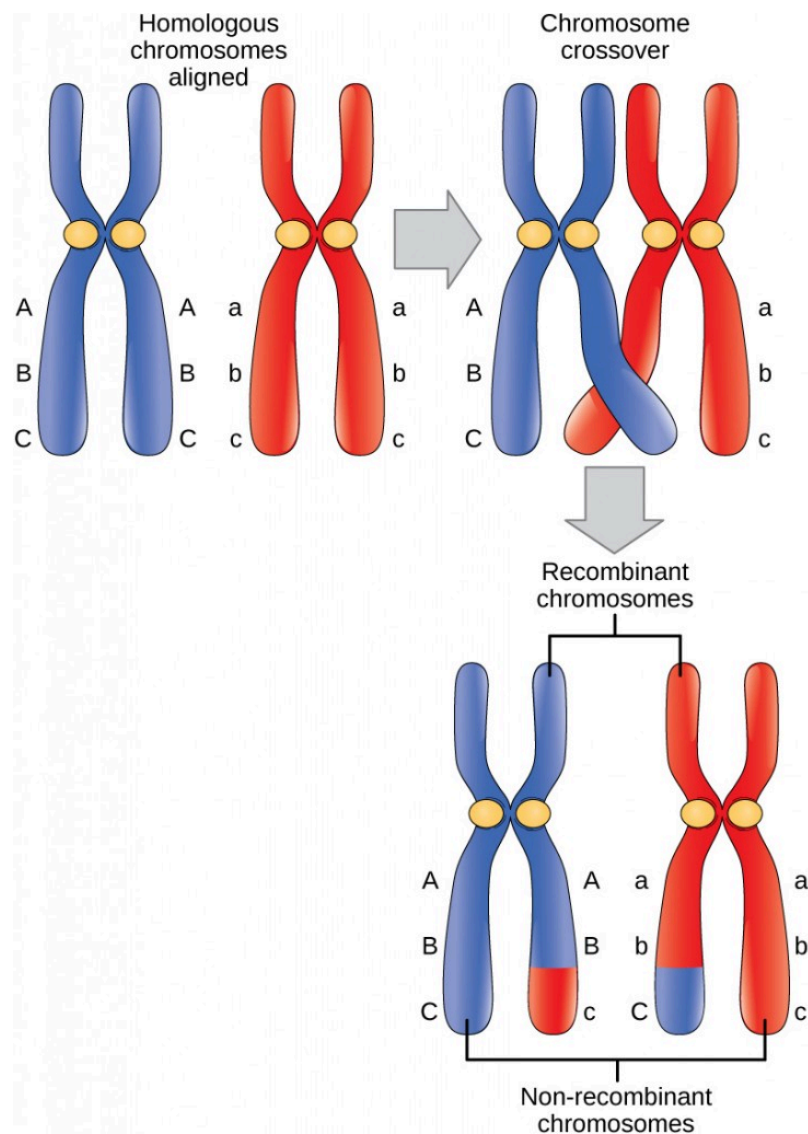 Homologous
chromosomes
aligned
Chromosome
crossover
A A a a A a
B B b b B b
C C c c C c
Recombinant
chromosomes
A A a a
B B b b
C c C c
Non-recombinant
chromosomes